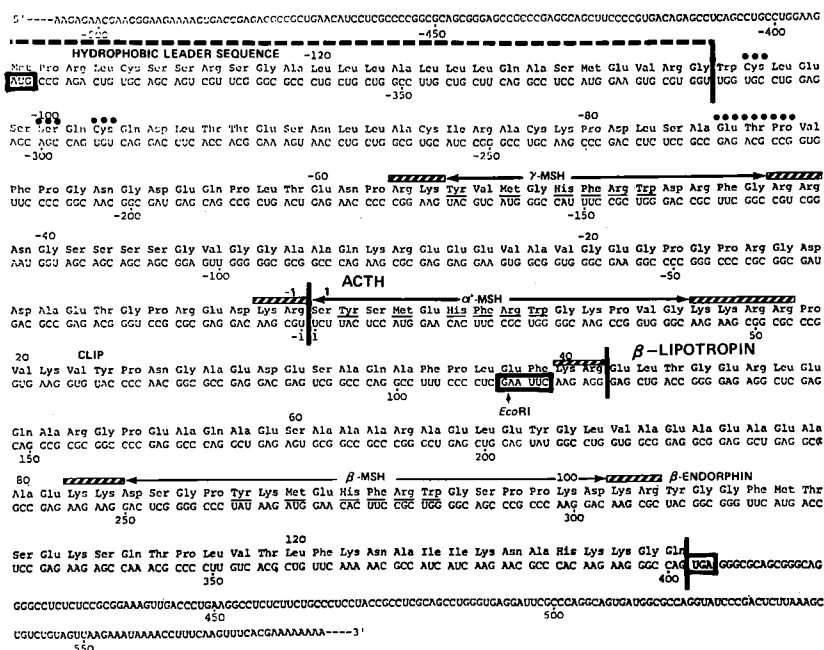 5'----AAGAGAACGAAGGAAGAAAAGUGACCGAGACGCCGCUGAACAUCCUCGCCCCGGCGCAGCGGGAGCCGCCCGAGGCAGCUUCCCCGUGACAGAGCCUCAGCCUGCCUGGAAG
-500 -450 -400
HYDROPHOBIC LEADER SEQUENCE -120
Met Pro Arg Leu Cys Ser Ser Arg Ser Gly Ala Leu Leu Leu Ala Leu Leu Leu Gln Ala Ser Met Glu Val Arg Gly Trp Cys Leu Glu
AUG CCG AGA CUG UGC AGC AGU CGU UCG GGC GCC CUG CUG CUG GCC UUG CUG CUU CAG GCC UCC AUG GAA GUG CGU GGU UGG UGC CUG GAG
-350
-100 -80
Ser Ser Gln Cys Gln Asp Leu Thr Thr Glu Ser Asn Leu Leu Ala Cys Ile Arg Ala Cys Lys Pro Asp Leu Ser Ala Glu Thr Pro Val
AGC AGC CAG UGU CAG GAC CUC ACC ACG GAA AGU AAC CUG CUG GCG UGC AUC CGG GCC UGC AAG CCC GAC CUC UCC GCC GAG ACG CCG GUG
-300 -250
-60 γ-MSH
Phe Pro Gly Asn Gly Asp Glu Gln Pro Leu Thr Glu Asn Pro Arg Lys Tyr Val Met Gly His Phe Arg Trp Asp Arg Phe Gly Arg Arg
UUC CCC GGC AAC GGC GAU GAG CAG CCG CUG ACU GAG AAC CCC CGG AAG UAC GUC AUG GGC CAU UUC CGC UGG GAC CGC UUC GGC CGU CGG
-200 -150
-40 -20
Asn Gly Ser Ser Ser Ser Gly Val Gly Gly Ala Ala Gln Lys Arg Glu Glu Glu Val Ala Val Gly Glu Gly Pro Gly Pro Arg Gly Asp
AAU GGU AGC AGC AGC AGC GGA GUU GGG GGC GCG GCC CAG AAG CGC GAG GAG GAA GUG GCG GUG GGC GAA GGC CCC GGG CCC CGC GGC GAU
-100 -50
-1 1 ACTH
α-MSH
Asp Ala Glu Thr Gly Pro Arg Glu Asp Lys Arg Ser Tyr Ser Met Glu His Phe Arg Trp Gly Lys Pro Val Gly Lys Lys Arg Arg Pro
GAC GCC GAG ACG GGU CCG CGC GAG GAC AAG CGU UCU UAC UCC AUG GAA CAC UUC CGC UGG GGC AAG CCG GUG GGC AAG AAG CGG CGC CCG
-1 1 50
20 CLIP 40 β-LIPOTROPIN
Val Lys Val Tyr Pro Asn Gly Ala Glu Asp Glu Ser Ala Gln Ala Phe Pro Leu Glu Phe Lys Arg Glu Leu Thr Gly Glu Arg Leu Glu
GUG AAG GUG UAC CCC AAC GGC GCC GAG GAC GAG UCG GCC CAG GCC UUU CCC CUC GAA UUC AAG AGG GAG CUG ACC GGG GAG AGG CUC GAG
100 EcoRI
60
Gln Ala Arg Gly Pro Glu Ala Gln Ala Glu Ser Ala Ala Ala Arg Ala Glu Leu Glu Tyr Gly Leu Val Ala Glu Ala Glu Ala Glu Ala
CAG GCG CGC GGC CCC GAG GCC CAG GCU GAG AGU GCG GCC GCC CGG GCU GAG CUG GAG UAU GGC CUG GUG GCG GAG GCG GAG GCU GAG GCC
150 200
80 β-MSH 100 β-ENDORPHIN
Ala Glu Lys Lys Asp Ser Gly Pro Tyr Lys Met Glu His Phe Arg Trp Gly Ser Pro Pro Lys Asp Lys Arg Tyr Gly Gly Phe Met Thr
GCC GAG AAG AAG GAC UCG GGG CCC UAU AAG AUG GAA CAC UUC CGC UGG GGC AGC CCG CCC AAG GAC AAG CGC UAC GGC GGG UUC AUG ACC
250 300
120
Ser Glu Lys Ser Gln Thr Pro Leu Val Thr Leu Phe Lys Asn Ala Ile Ile Lys Asn Ala His Lys Lys Gly Gln
UCC GAG AAG AGC CAA ACG CCC CUU GUC ACG CUG UUC AAA AAC GCC AUC AUC AAG AAC GCC CAC AAG AAG GGC CAG UGA GGGCGCAGCGGGCAG
350 400
GGGCCUCUCUCCGCGGAAAGUUGACCCUGAAGGCCUCUCUUCUGCCCUCCUACCGCCUCGCAGCCUGGGUGAGGAUUCGCCCAGGCAGUGAUGGCGCCAGGUAUCCCGACUCUUAAAGC
450 500
UGUCUGUAGUCAAGAAAUAAAACCUUUCAAGUUUCACGAAAAAAAA----3'
550